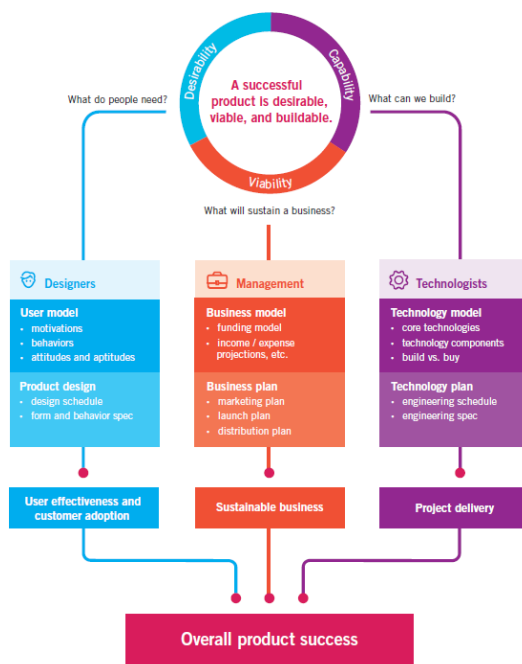 Desirability
Capability
A successful
product is desirable,
viable, and buildable.
Viability
What do people need?
What can we build?
What will sustain a business?
Designers
User model
• motivations
• behaviors
• attitudes and aptitudes
Product design
• design schedule
• form and behavior spec
User effectiveness and
customer adoption
Management
Business model
• funding model
• income / expense
projections, etc.
Business plan
• marketing plan
• launch plan
• distribution plan
Sustainable business
Technologists
Technology model
• core technologies
• technology components
• build vs. buy
Technology plan
• engineering schedule
• engineering spec
Project delivery
Overall product success